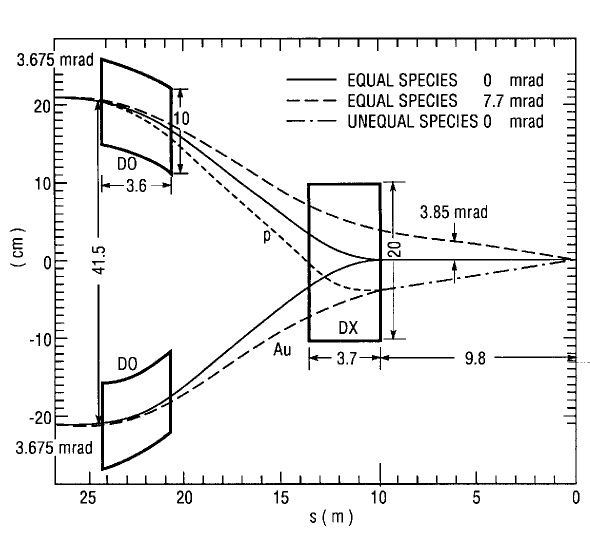 3.675 mrad
EQUAL SPECIES 0 mrad
EQUAL SPECIES 7.7 mrad
UNEQUAL SPECIES 0 mrad
20
10
DO
3.6
10
3.85 mrad
p
(cm)
0
41.5
20
-10
DX
Au
3.7
9.8
DO
-20
3.675 mrad
25 20 15 10 5 0
s (m)